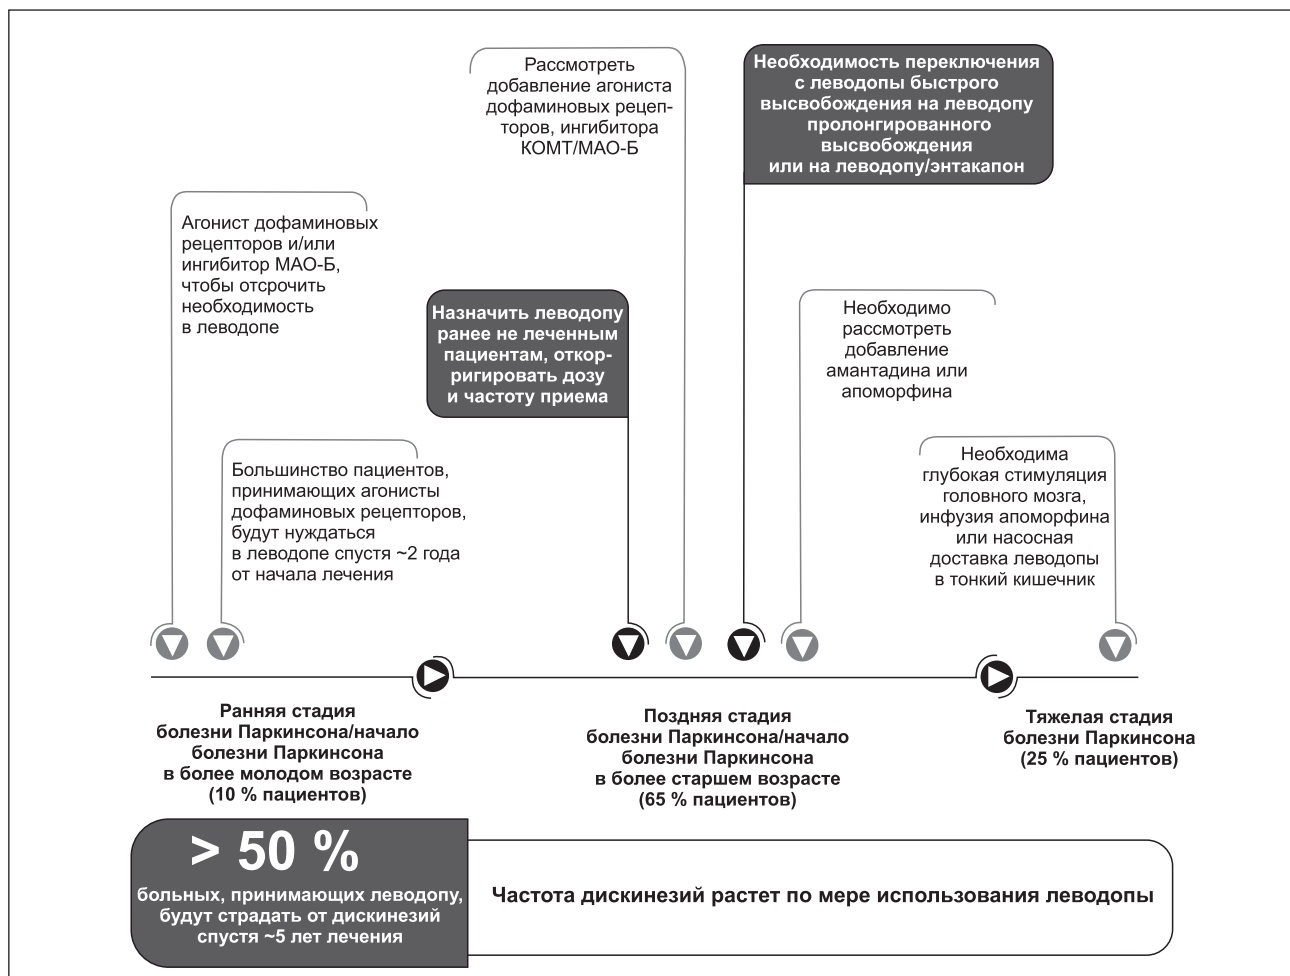 Рассмотреть
добавление агониста
дофаминовых рецеп-
торов, ингибитора
КОМТ/МАО-Б
Необходимость переключения
с леводопы быстрого
высвобождения на леводопу
пролонгированного
высвобождения
или на леводопу/энтакапон
Агонист дофаминовых
рецепторов и/или
ингибитор МАО-Б,
чтобы отсрочить
необходимость
в леводопе
Назначить леводопу
ранее не леченным
пациентам, откор-
ригировать дозу
и частоту приема
Необходимо
рассмотреть
добавление
амантадина или
апоморфина
Большинство пациентов,
принимающих агонисты
дофаминовых рецепторов,
будут нуждаться
в леводопе спустя ~2 года
от начала лечения
Необходима
глубокая стимуляция
головного мозга,
инфузия апоморфина
или насосная
доставка леводопы
в тонкий кишечник
Ранняя стадия
болезни Паркинсона/начало
болезни Паркинсона
в более молодом возрасте
(10 % пациентов)
Поздняя стадия
болезни Паркинсона/начало
болезни Паркинсона
в более старшем возрасте
(65 % пациентов)
Тяжелая стадия
болезни Паркинсона
(25 % пациентов)
> 50 %
больных, принимающих леводопу,
будут страдать от дискинезий
спустя ~5 лет лечения
Частота дискинезий растет по мере использования леводопы